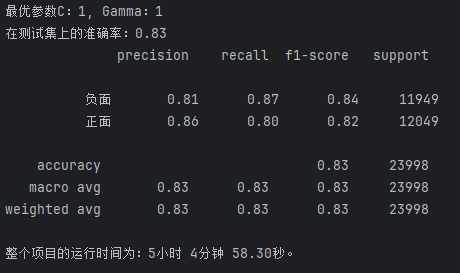 最优参数C：1, Gamma：1
在测试集上的准确率：0.83
precision recall f1-score support
负面 0.81 0.87 0.84 11949
正面 0.86 0.80 0.82 12049
accuracy 0.83 23998
macro avg 0.83 0.83 0.83 23998
weighted avg 0.83 0.83 0.83 23998
整个项目的运行时间为：5小时 4分钟 58.30秒。